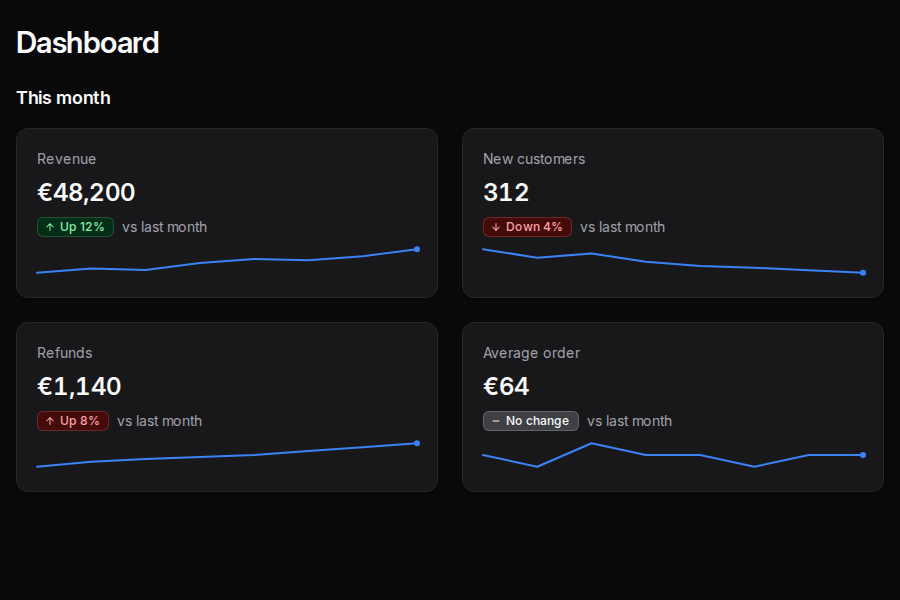 Dashboard
This month
Revenue
€48,200
↑ Up 12% vs last month
New customers
312
↓ Down 4% vs last month
Refunds
€1,140
↑ Up 8% vs last month
Average order
€64
− No change vs last month